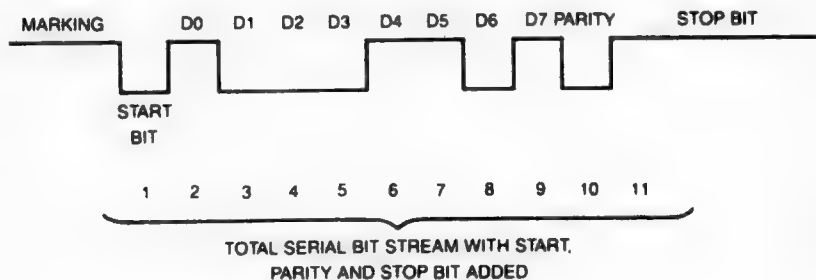 MARKING D0 D1 D2 D3 D4 D5 D6 D7 PARITY STOP BIT
START
BIT
1 2 3 4 5 6 7 8 9 10 11
TOTAL SERIAL BIT STREAM WITH START,
PARITY AND STOP BIT ADDED